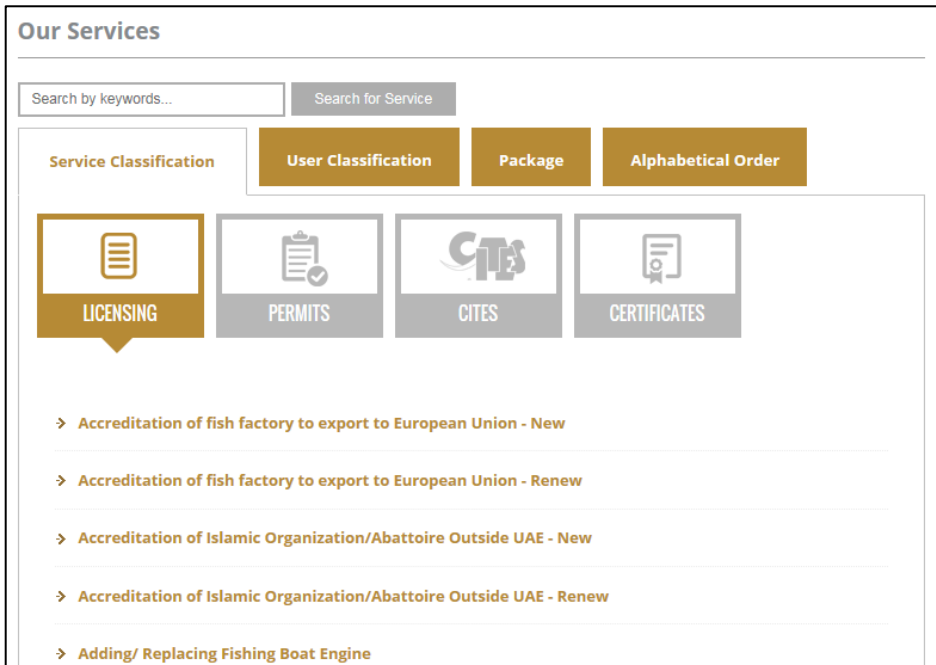 Our Services
Search by keywords...
Search for Service
Service Classification
User Classification
Package
Alphabetical Order
CITES
LICENSING
PERMITS
CITES
CERTIFICATES
Accreditation of fish factory to export to European Union - New
Accreditation of fish factory to export to European Union - Renew
Accreditation of Islamic Organization/Abattoire Outside UAE - New
Accreditation of Islamic Organization/Abattoire Outside UAE - Renew
Adding/ Replacing Fishing Boat Engine